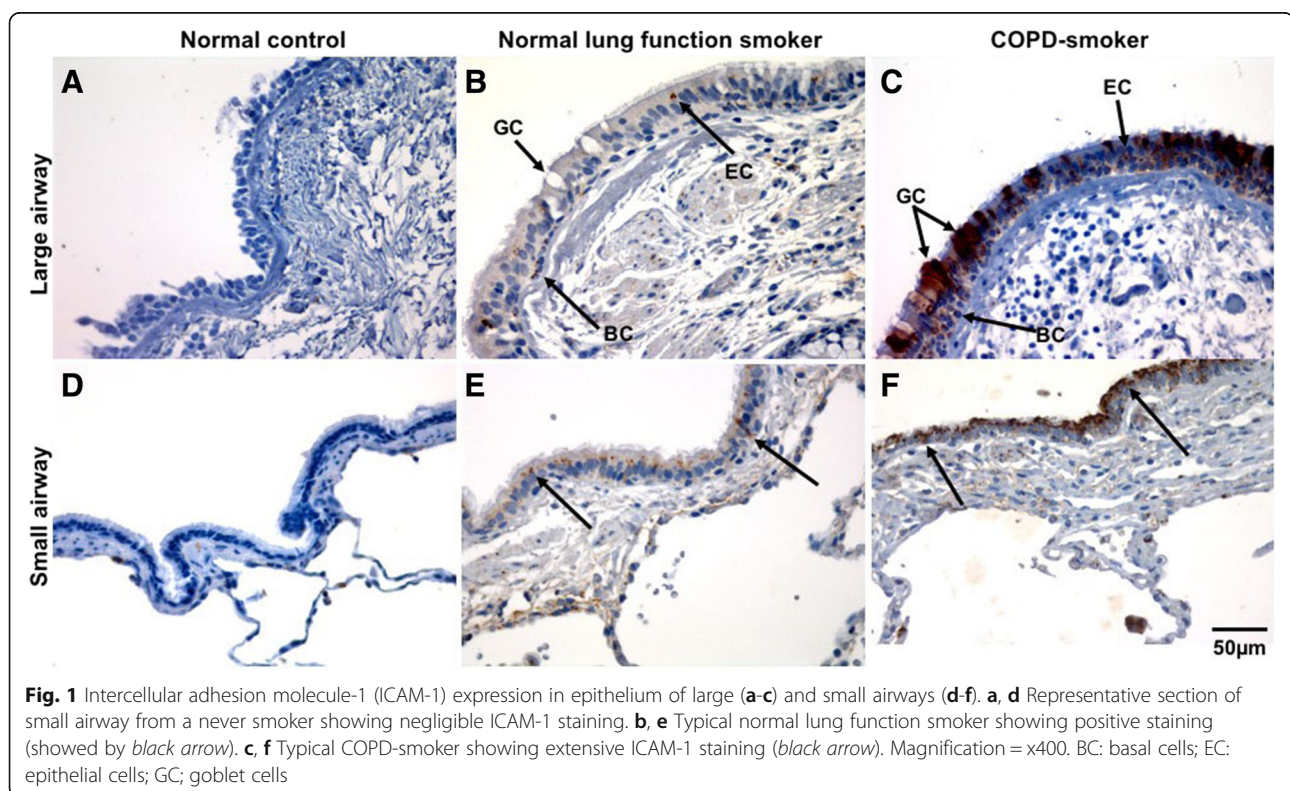 Normal control
Normal lung function smoker
COPD-smoker
Large airway
A
B
GC
EC
BC
C
EC
GC
BC
Small airway
D
E
F
50µm
Fig. 1 Intercellular adhesion molecule-1 (ICAM-1) expression in epithelium of large (a-c) and small airways (d-f). a, d Representative section of
small airway from a never smoker showing negligible ICAM-1 staining. b, e Typical normal lung function smoker showing positive staining
(showed by black arrow). c, f Typical COPD-smoker showing extensive ICAM-1 staining (black arrow). Magnification = x400. BC: basal cells; EC:
epithelial cells; GC; goblet cells